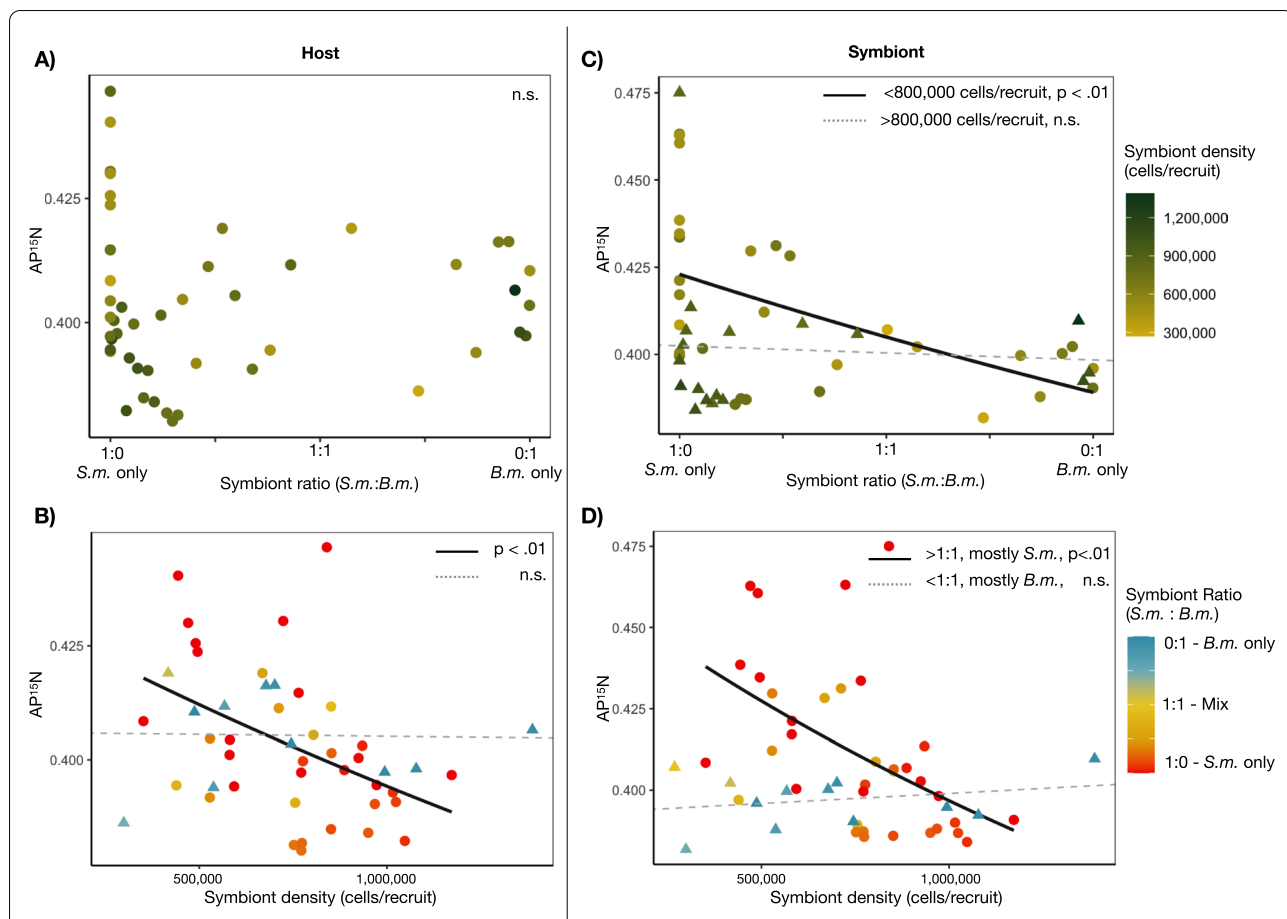 Host
A)
n.s.
AP¹⁵N
0.425
0.400
1:0
1:1
0:1
S.m. only
B.m. only
Symbiont ratio (S.m.:B.m.)
Symbiont
C)
<800,000 cells/recruit, p < .01
>800,000 cells/recruit, n.s.
AP¹⁵N
0.475
0.450
0.425
0.400
1:0
1:1
0:1
S.m. only
B.m. only
Symbiont ratio (S.m.:B.m.)
Symbiont density
(cells/recruit)
1,200,000
900,000
600,000
300,000
B)
p < .01
n.s.
AP¹⁵N
0.425
0.400
500,000
1,000,000
Symbiont density (cells/recruit)
D)
>1:1, mostly S.m., p<.01
<1:1, mostly B.m., n.s.
AP¹⁵N
0.475
0.450
0.425
0.400
500,000
1,000,000
Symbiont density (cells/recruit)
Symbiont Ratio
(S.m. : B.m.)
0:1 - B.m. only
1:1 - Mix
1:0 - S.m. only